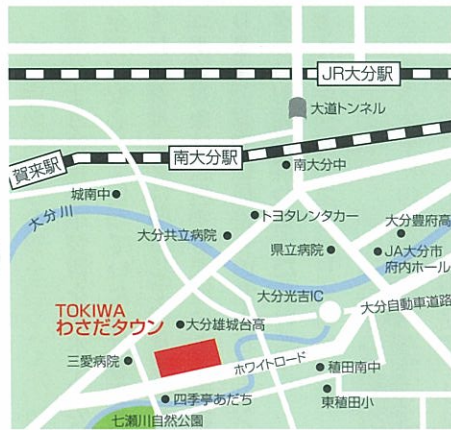 JR大分駅
大道トンネル
南大分駅
南大分中
賀来駅
城南中
大分川
トヨタレンタカー
大分共立病院
県立病院
大分豊府高
JA大分市
府内ホール
大分光吉IC
大分自動車道路
TOKIWA
わさだタウン
大分雄城台高
三愛病院
ホワイトロード
稙田南中
四季亭あだち
東稙田小
七瀬川自然公園